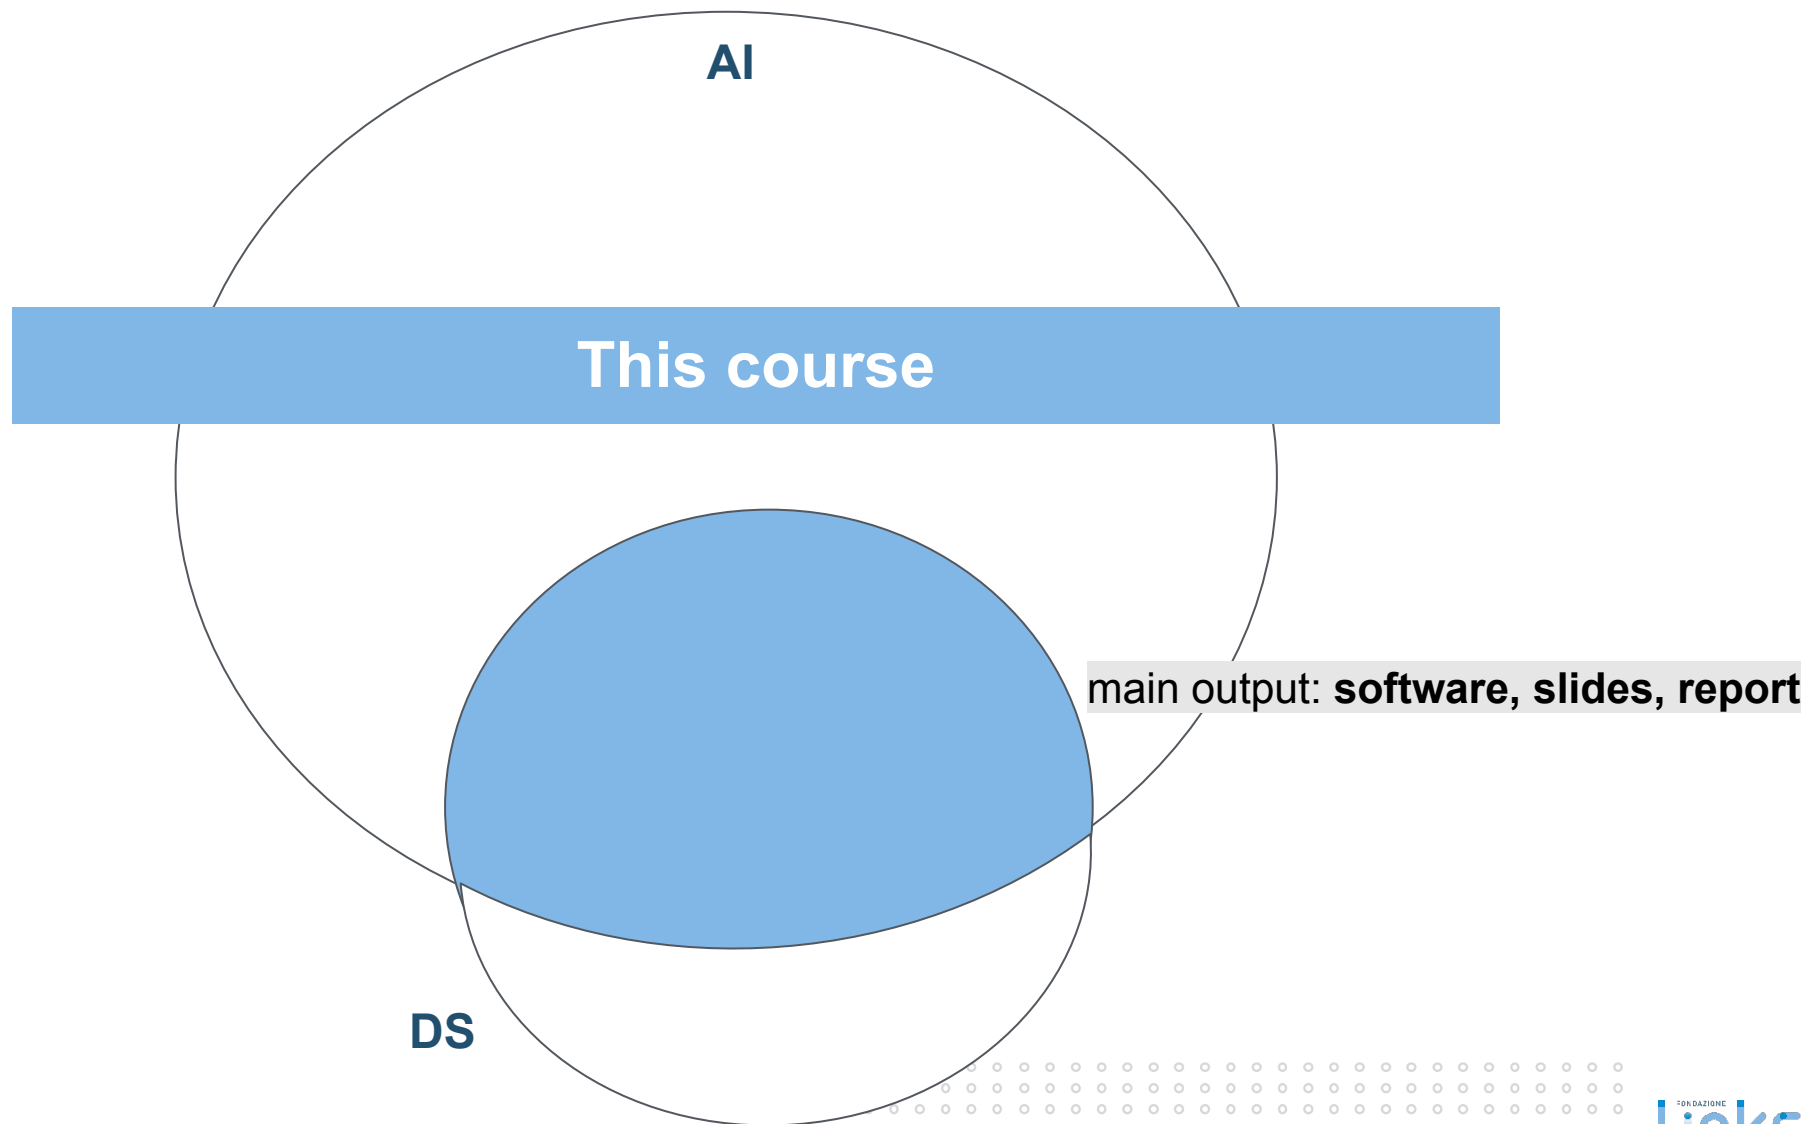 AI
This course
main output: software, slides, report
DS
FONDAZIONE